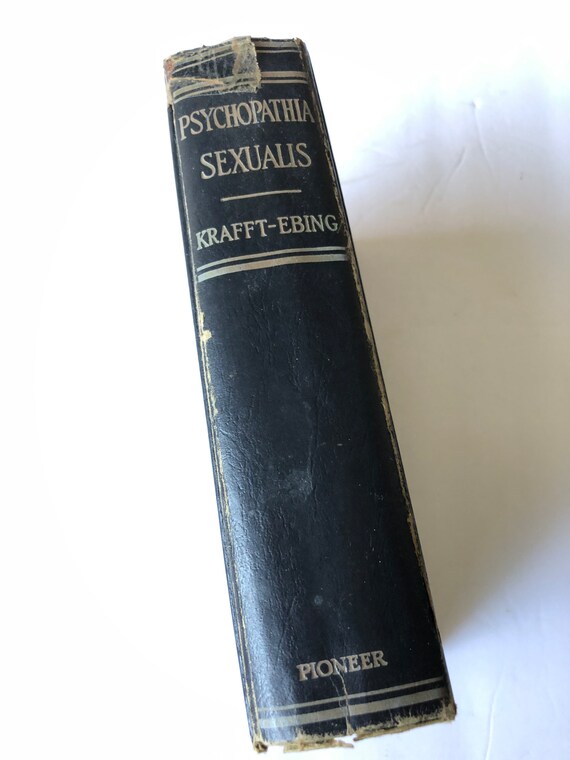 PSYCHOPATHIA
SEXUALIS
KRAFFT-EBING
PIONEER